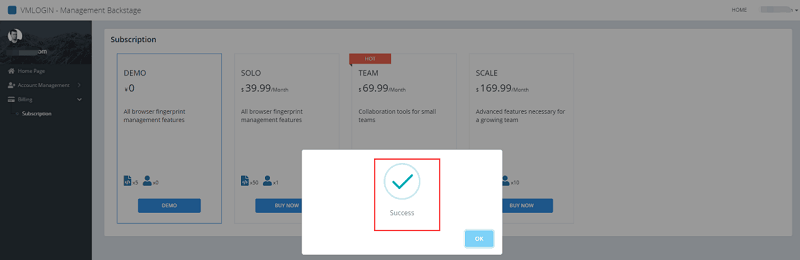 VMLOGIN - Management Backstage
HOME
om
Home Page
Account Management
Billing
Subscription
Subscription
DEMO
¥0
All browser fingerprint
management features
x5 x0
DEMO
SOLO
$ 39.99/Month
All browser fingerprint
management features
x50 x1
BUY NOW
HOT
TEAM
$ 69.99/Month
Collaboration tools for small
teams
SCALE
$ 169.99/Month
Advanced features necessary for
a growing team
x10
BUY NOW
Success
OK